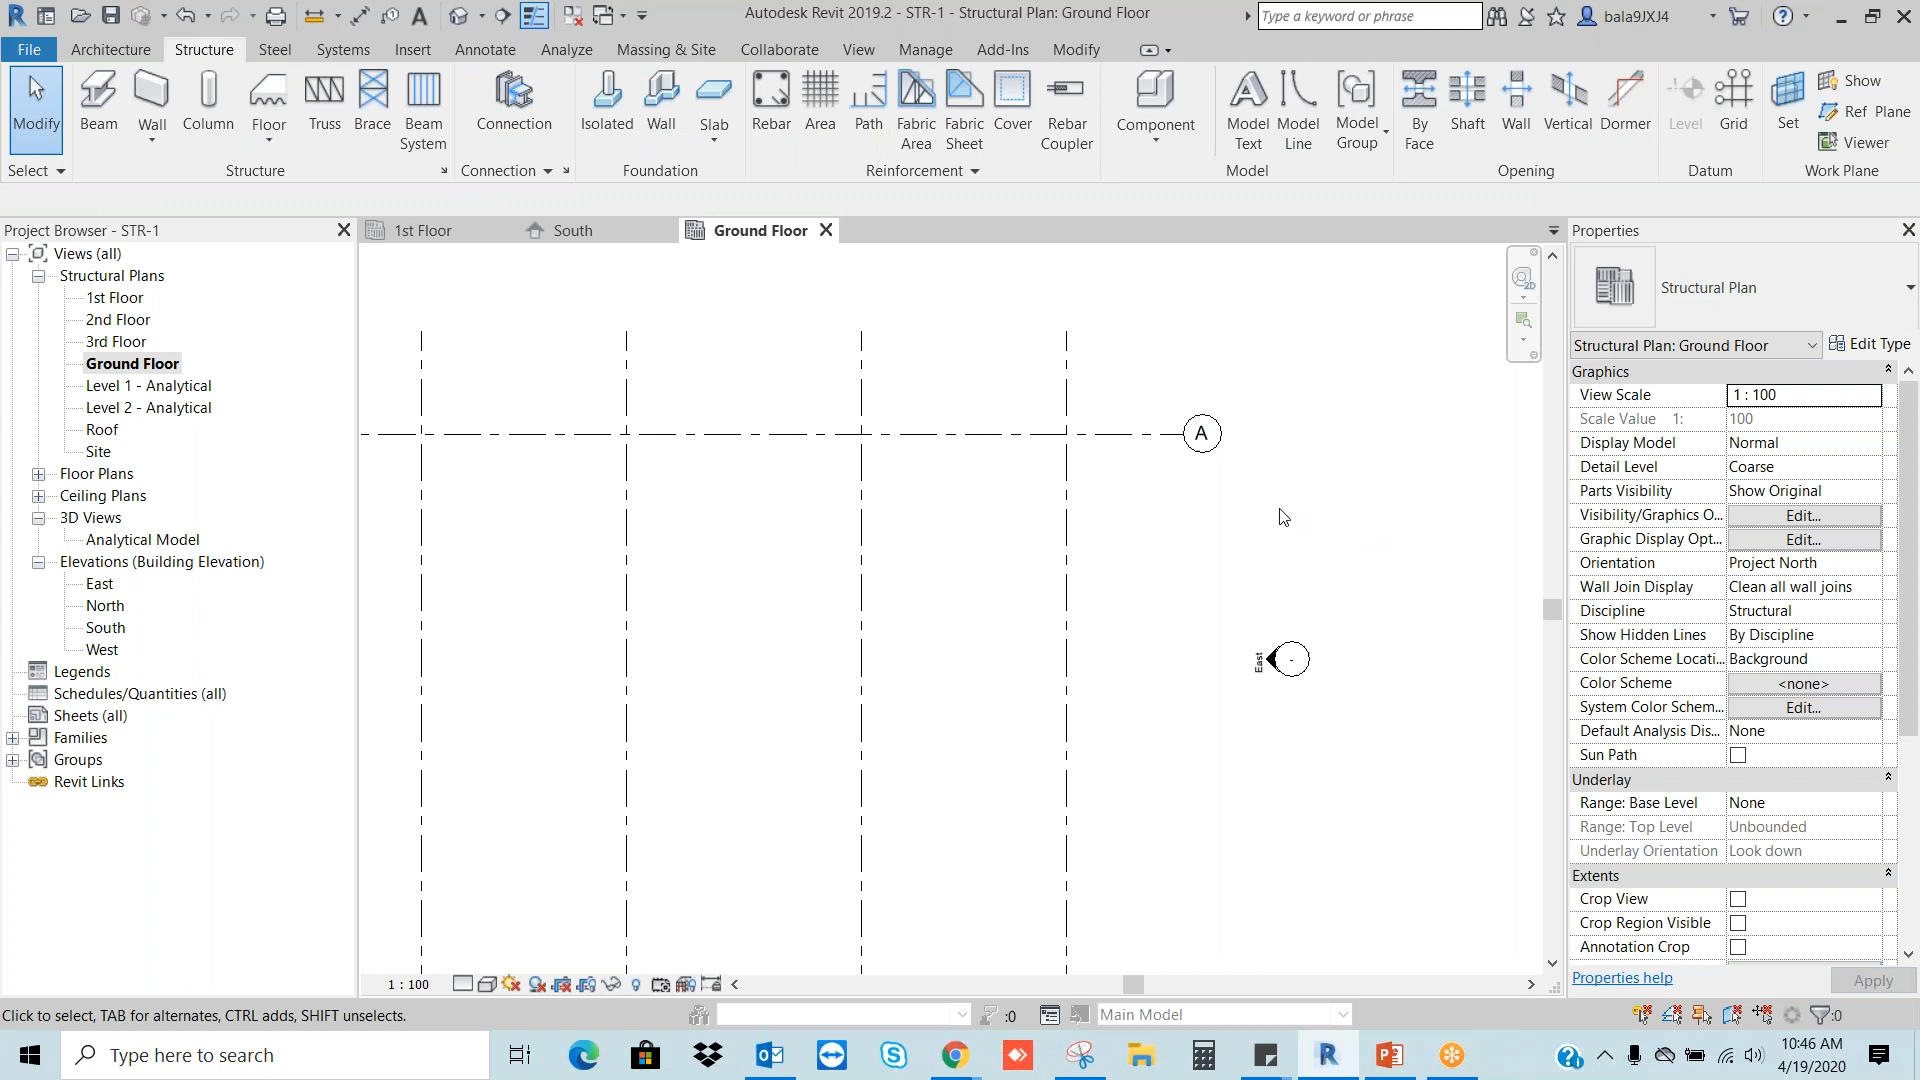 Autodesk Revit 2019.2 - STR-1 - Structural Plan: Ground Floor
Type a keyword or phrase
bala9JXJ4
File Architecture Structure Steel Systems Insert Annotate Analyze Massing & Site Collaborate View Manage Add-Ins Modify
Modify Beam Wall Column Floor Truss Brace Beam System Connection Isolated Wall Slab Rebar Area Path Fabric Area Fabric Sheet Cover Rebar Coupler Component Model Text Model Line Model Group By Face Shaft Wall Vertical Dormer Level Grid Set Show Ref Plane Viewer
Select Structure Connection Foundation Reinforcement Model Opening Datum Work Plane
Project Browser - STR-1
Views (all)
Structural Plans
1st Floor
2nd Floor
3rd Floor
Ground Floor
Level 1 - Analytical
Level 2 - Analytical
Roof
Site
Floor Plans
Ceiling Plans
3D Views
Analytical Model
Elevations (Building Elevation)
East
North
South
West
Legends
Schedules/Quantities (all)
Sheets (all)
Families
Groups
Revit Links
1st Floor South Ground Floor
A
East
-
Properties
Structural Plan
Structural Plan: Ground Floor Edit Type
Graphics
View Scale 1 : 100
Scale Value 1: 100
Display Model Normal
Detail Level Coarse
Parts Visibility Show Original
Visibility/Graphics O... Edit...
Graphic Display Opt... Edit...
Orientation Project North
Wall Join Display Clean all wall joins
Discipline Structural
Show Hidden Lines By Discipline
Color Scheme Locati... Background
Color Scheme <none>
System Color Schem... Edit...
Default Analysis Dis... None
Sun Path
Underlay
Range: Base Level None
Range: Top Level Unbounded
Underlay Orientation Look down
Extents
Crop View
Crop Region Visible
Annotation Crop
Properties help Apply
1 : 100
Click to select, TAB for alternates, CTRL adds, SHIFT unselects.
:0
Main Model
:0
Type here to search
10:46 AM
4/19/2020